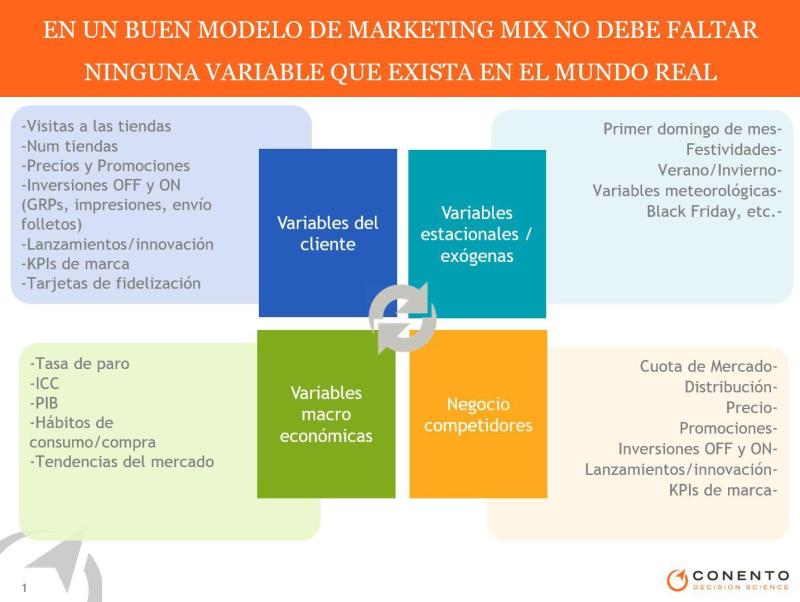 EN UN BUEN MODELO DE MARKETING MIX NO DEBE FALTAR
NINGUNA VARIABLE QUE EXISTA EN EL MUNDO REAL
-Visitas a las tiendas
-Num tiendas
-Precios y Promociones
-Inversiones OFF y ON
(GRPs, impresiones, envío
folletos)
-Lanzamientos/innovación
-KPIs de marca
-Tarjetas de fidelización
Variables del
cliente
Variables
estacionales /
exógenas
Primer domingo de mes-
Festividades-
Verano/Invierno-
Variables meteorológicas-
Black Friday, etc.-
-Tasa de paro
-ICC
-PIB
-Hábitos de
consumo/compra
-Tendencias del mercado
Variables
macro
económicas
Negocio
competidores
Cuota de Mercado-
Distribución-
Precio-
Promociones-
Inversiones OFF y ON-
Lanzamientos/innovación-
KPIs de marca-
1
CONENTO
DECISION SCIENCE